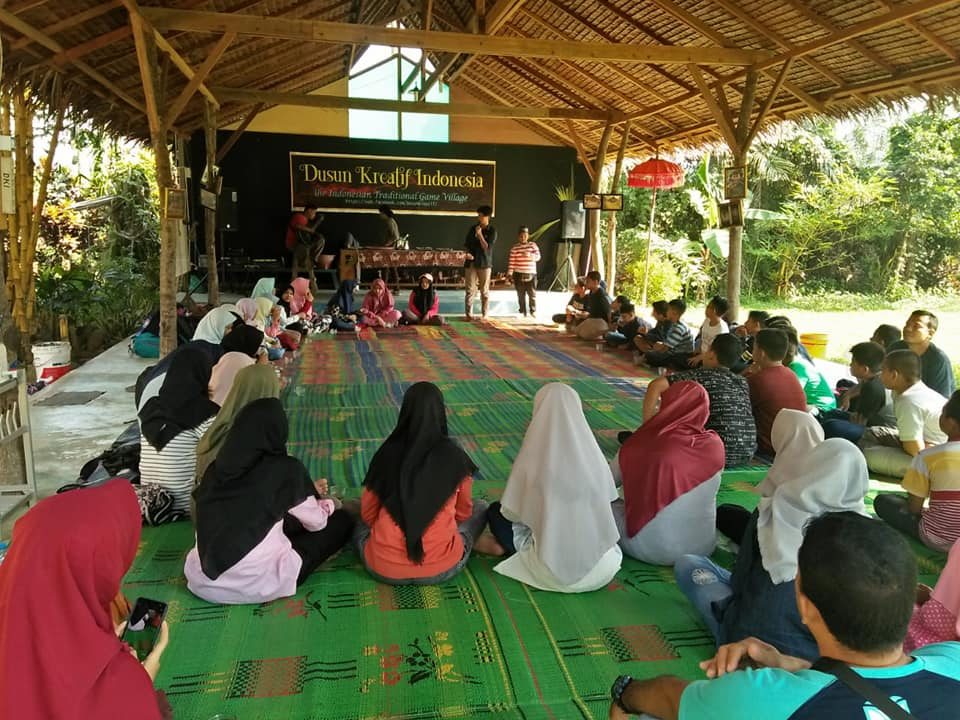 Dusun Kreatif Indonesia
The Indonesian Traditional Game Village